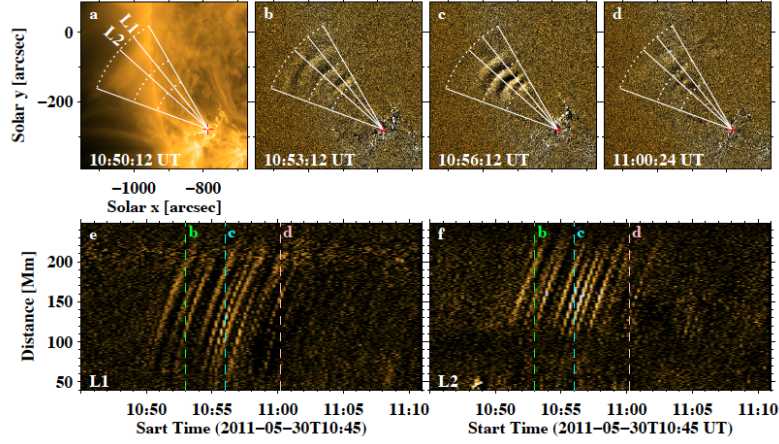 a
b
c
d
L1
L2
0
−100
−200
Solar y [arcsec]
10:50:12 UT
10:53:12 UT
10:56:12 UT
11:00:24 UT
−1000
−800
Solar x [arcsec]
e
b
c
d
f
b
c
d
200
150
100
50
Distance [Mm]
L1
L2
10:50
10:55
11:00
11:05
11:10
10:50
10:55
11:00
11:05
11:10
Sart Time (2011−05−30T10:45)
Start Time (2011−05−30T10:45 UT)